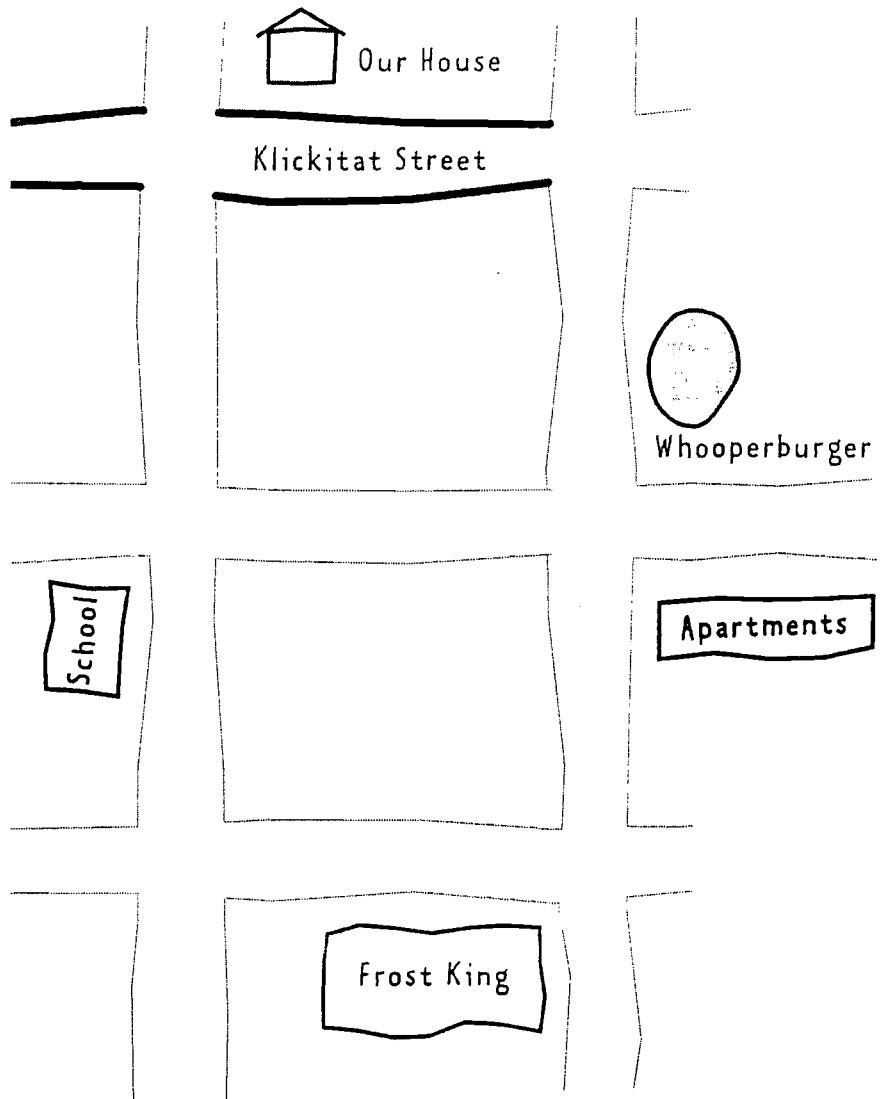 Our House
Klickitat Street
Whooperburger
School
Apartments
Frost King